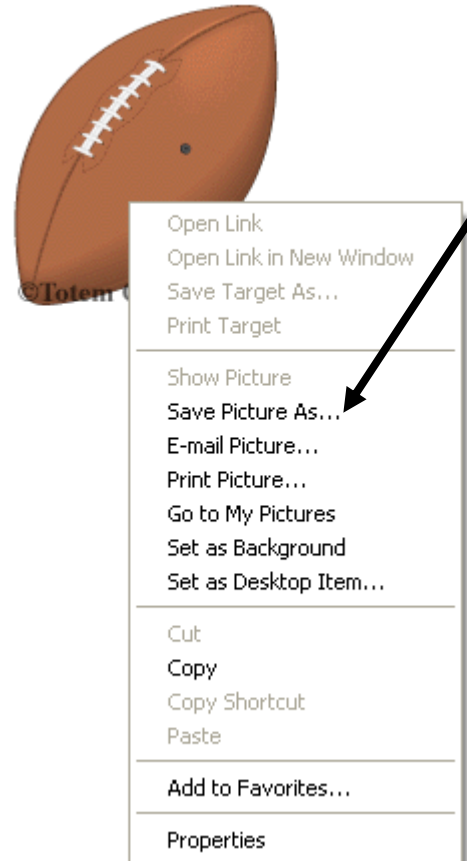 ©Totem
Open Link
Open Link in New Window
Save Target As...
Print Target
Show Picture
Save Picture As...
E-mail Picture...
Print Picture...
Go to My Pictures
Set as Background
Set as Desktop Item...
Cut
Copy
Copy Shortcut
Paste
Add to Favorites...
Properties